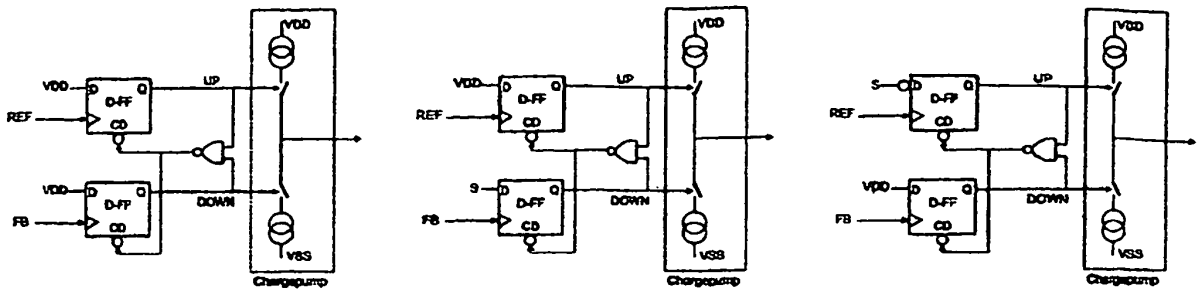 VDD
UP
VDD D Q
D-FF
REF
CD
VDD D Q
D-FF
DOWN
FB
CD
VSS
Chargepump
VDD
UP
VDD D Q
D-FF
REF
CD
S D Q
D-FF
DOWN
FB
CD
VSS
Chargepump
VDD
UP
S D Q
D-FF
REF
CD
VDD D Q
D-FF
DOWN
FB
CD
VSS
Chargepump